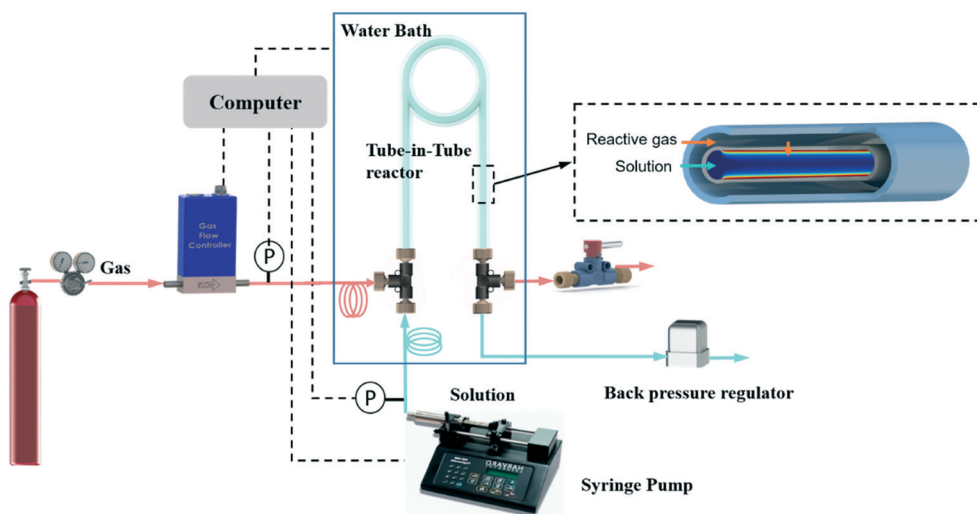 Water Bath
Computer
Tube-in-Tube
reactor
Reactive gas
Solution
Gas
Flow
Controller
P
Gas
Back pressure regulator
P
Solution
HARVARD
Syringe Pump